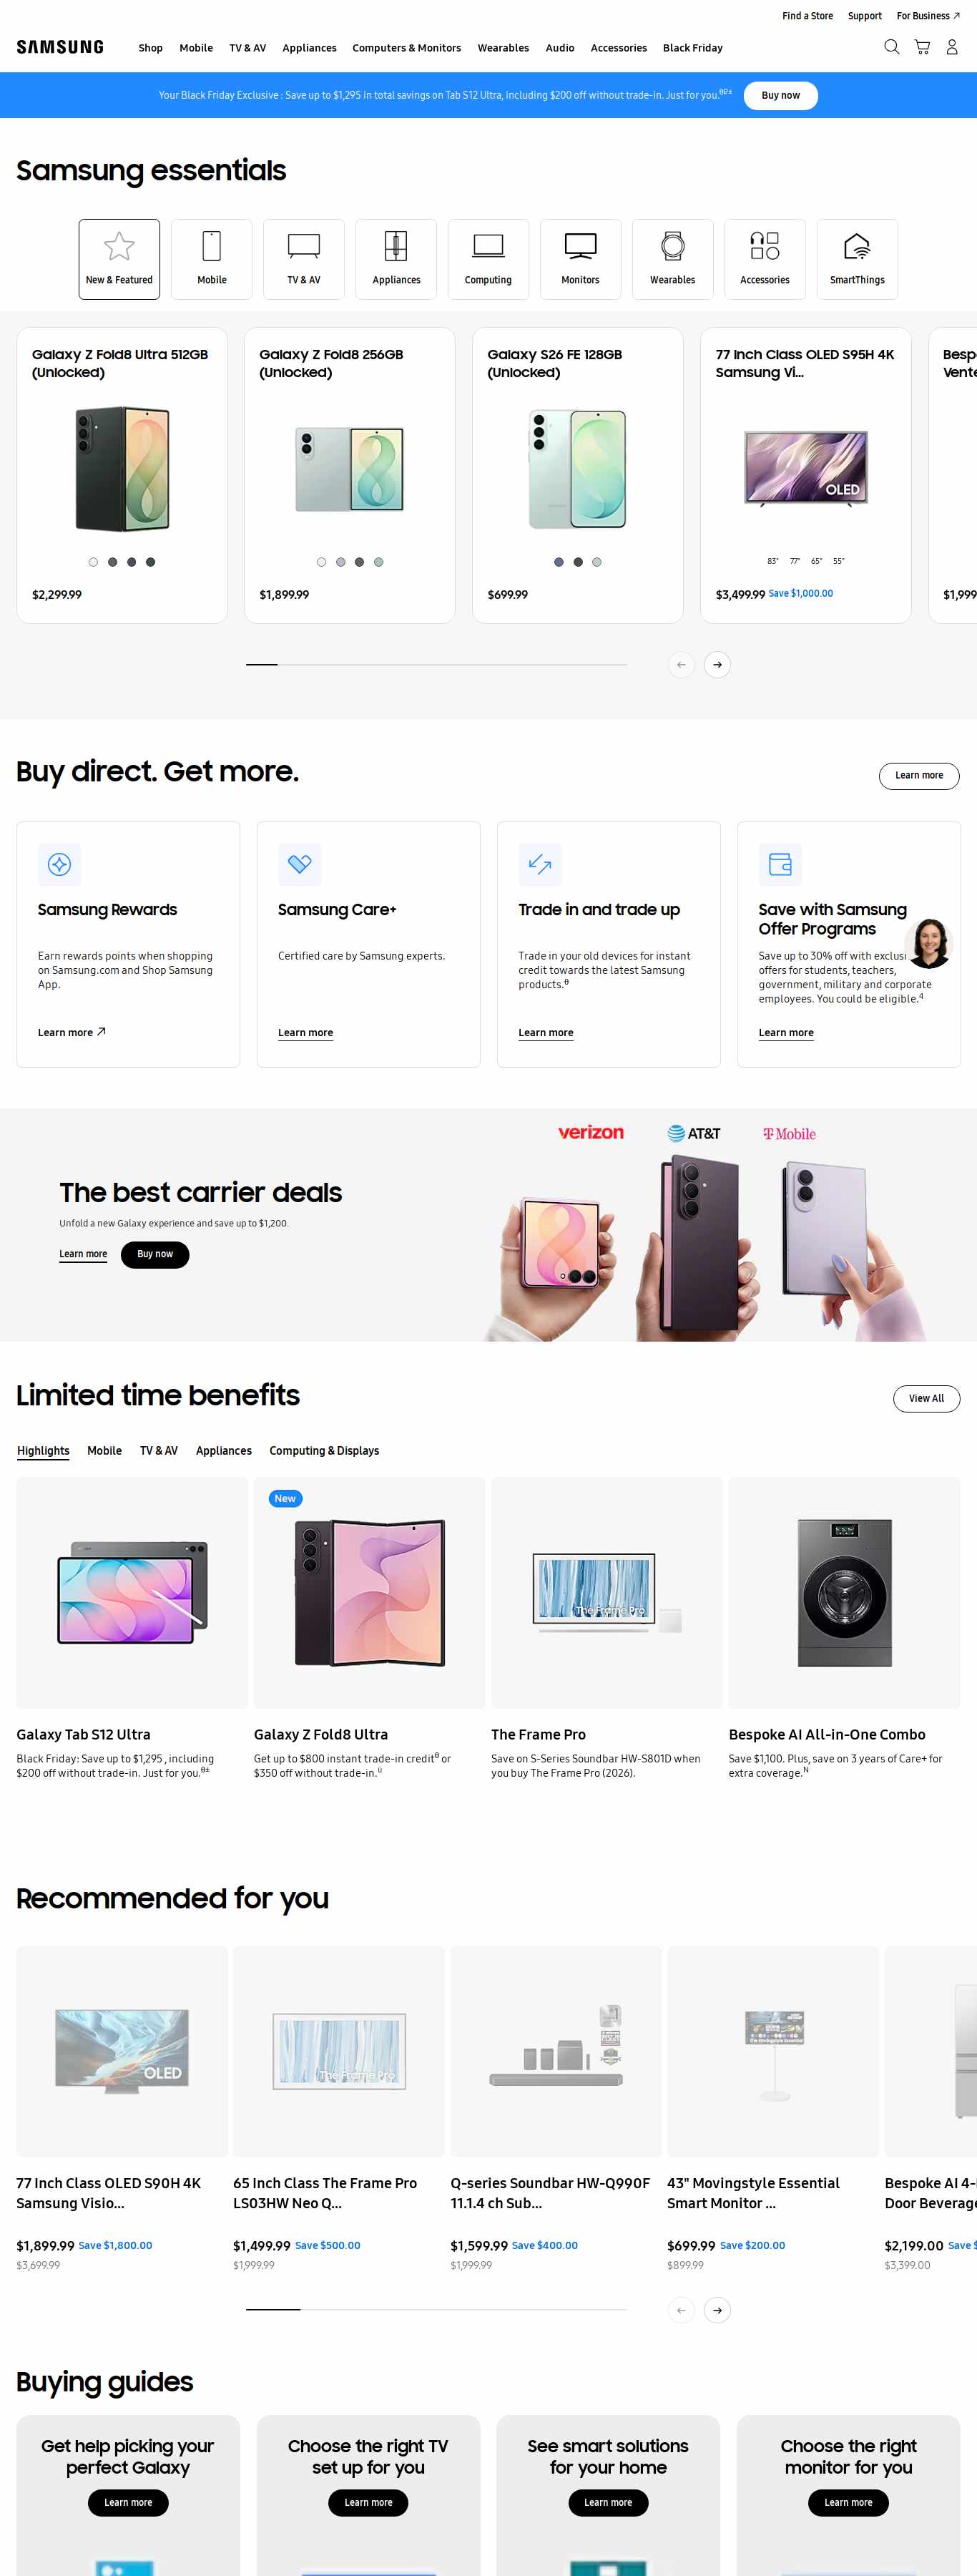 Find a Store Support For Business ↗
SAMSUNG Shop Mobile TV & AV Appliances Computers & Monitors Wearables Audio Accessories Black Friday
Your Black Friday Exclusive : Save up to $1,295 in total savings on Tab S12 Ultra, including $200 off without trade-in. Just for you.
Buy now
Samsung essentials
New & Featured Mobile TV & AV Appliances Computing Monitors Wearables Accessories SmartThings
Galaxy Z Fold8 Ultra 512GB
(Unlocked)
$2,299.99
Galaxy Z Fold8 256GB
(Unlocked)
$1,899.99
Galaxy S26 FE 128GB
(Unlocked)
$699.99
77 Inch Class OLED S95H 4K
Samsung Vi...
OLED
83" 77" 65" 55"
$3,499.99 Save $1,000.00
Besp
Vente
$1,999
Buy direct. Get more.
Learn more
Samsung Rewards
Earn rewards points when shopping
on Samsung.com and Shop Samsung
App.
Learn more ↗
Samsung Care+
Certified care by Samsung experts.
Learn more
Trade in and trade up
Trade in your old devices for instant
credit towards the latest Samsung
products.θ
Learn more
Save with Samsung
Offer Programs
Save up to 30% off with exclusi
offers for students, teachers,
government, military and corporate
employees. You could be eligible.4
Learn more
verizon AT&T T Mobile
The best carrier deals
Unfold a new Galaxy experience and save up to $1,200.
Learn more Buy now
Limited time benefits
View All
Highlights Mobile TV & AV Appliances Computing & Displays
New
The Frame Pro
Galaxy Tab S12 Ultra
Black Friday: Save up to $1,295 , including
$200 off without trade-in. Just for you.θ±
Galaxy Z Fold8 Ultra
Get up to $800 instant trade-in creditθ or
$350 off without trade-in.ü
The Frame Pro
Save on S-Series Soundbar HW-S801D when
you buy The Frame Pro (2026).
Bespoke AI All-in-One Combo
Save $1,100. Plus, save on 3 years of Care+ for
extra coverage.N
Recommended for you
OLED
77 Inch Class OLED S90H 4K
Samsung Visio...
$1,899.99 Save $1,800.00
$3,699.99
The Frame Pro
65 Inch Class The Frame Pro
LS03HW Neo Q...
$1,499.99 Save $500.00
$1,999.99
Q-series Soundbar HW-Q990F
11.1.4 ch Sub...
$1,599.99 Save $400.00
$1,999.99
43" Movingstyle Essential
Smart Monitor ...
$699.99 Save $200.00
$899.99
Bespoke AI 4-
Door Beverage
$2,199.00 Save $
$3,399.00
Buying guides
Get help picking your
perfect Galaxy
Learn more
Choose the right TV
set up for you
Learn more
See smart solutions
for your home
Learn more
Choose the right
monitor for you
Learn more